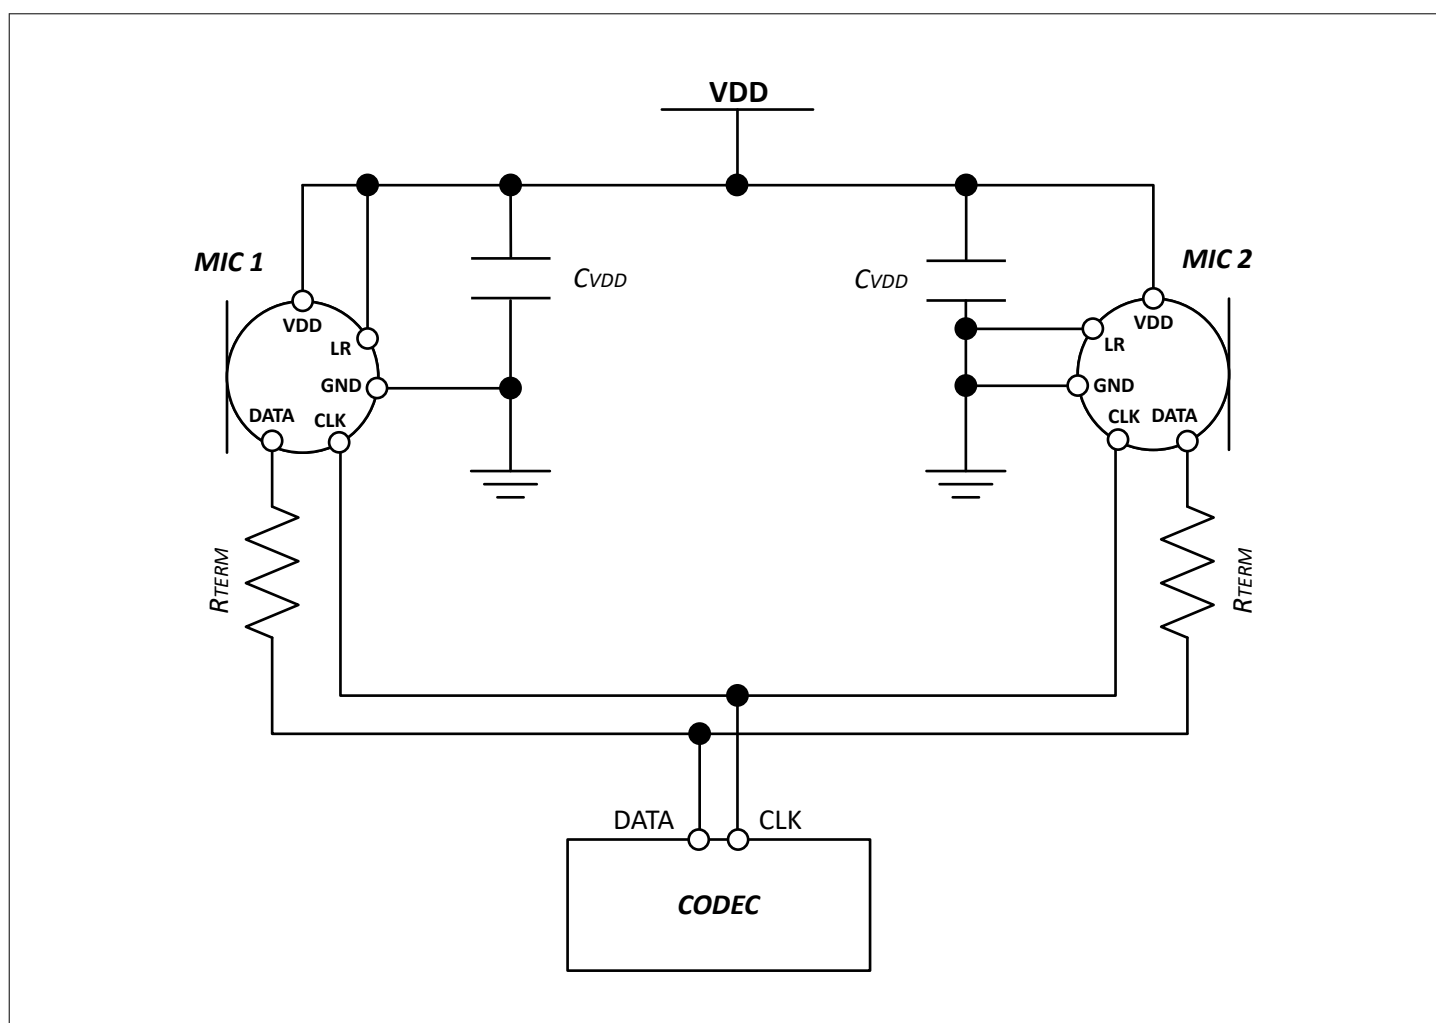 VDD
MIC 1
MIC 2
CVDD
CVDD
VDD
LR
GND
DATA
CLK
VDD
LR
GND
CLK
DATA
RTERM
RTERM
DATA
CLK
CODEC